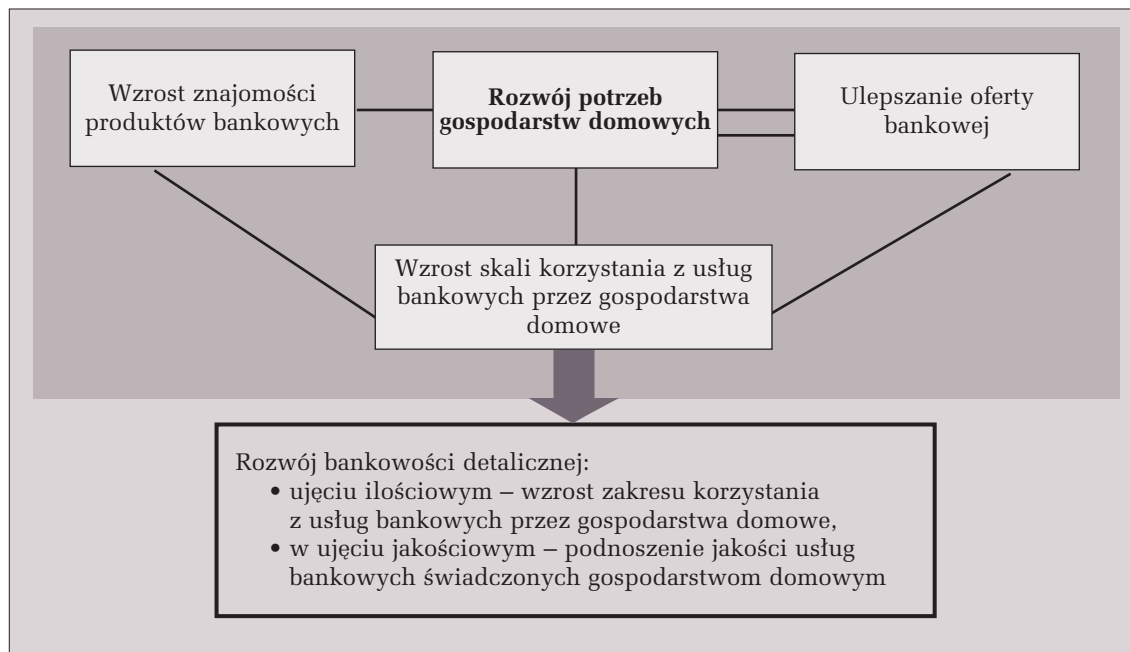 Wzrost znajomości
produktów bankowych
Rozwój potrzeb
gospodarstw domowych
Ulepszanie oferty
bankowej
Wzrost skali korzystania z usług
bankowych przez gospodarstwa
domowe
Rozwój bankowości detalicznej:
• ujęciu ilościowym – wzrost zakresu korzystania
z usług bankowych przez gospodarstwa domowe,
• w ujęciu jakościowym – podnoszenie jakości usług
bankowych świadczonych gospodarstwom domowym